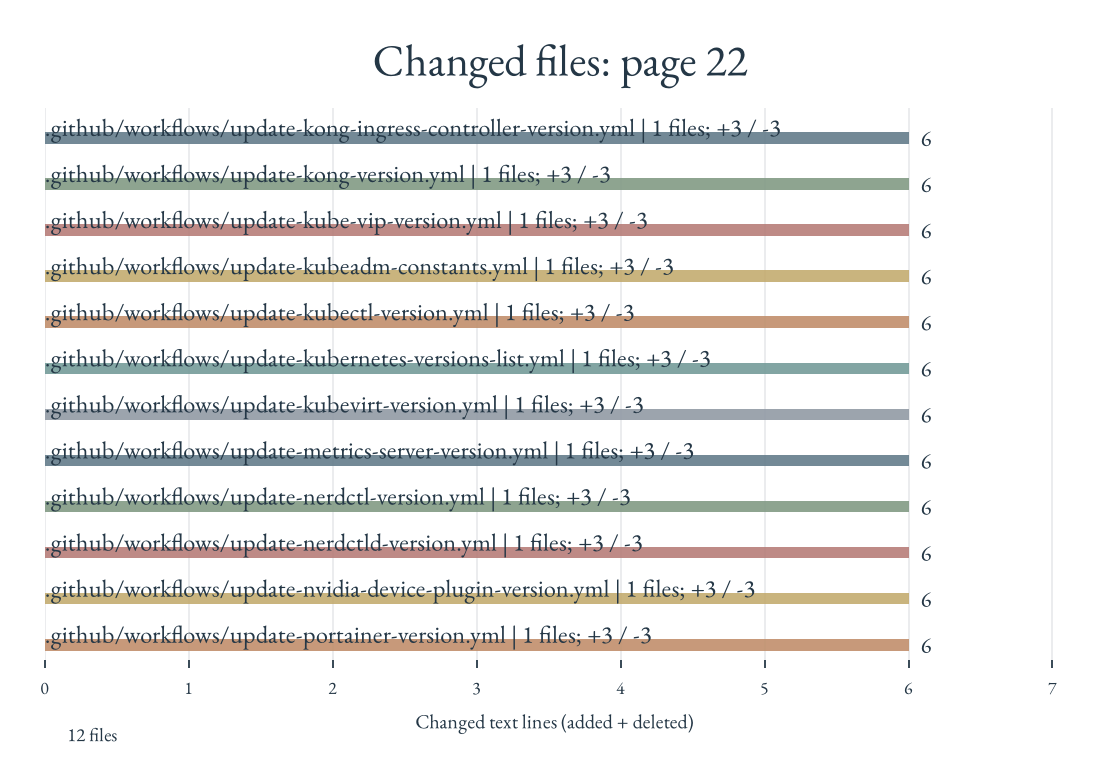 Changed files: page 22
.github/workflows/update-kong-ingress-controller-version.yml | 1 files; +3 / -3
6
.github/workflows/update-kong-version.yml | 1 files; +3 / -3
6
.github/workflows/update-kube-vip-version.yml | 1 files; +3 / -3
6
.github/workflows/update-kubeadm-constants.yml | 1 files; +3 / -3
6
.github/workflows/update-kubectl-version.yml | 1 files; +3 / -3
6
.github/workflows/update-kubernetes-versions-list.yml | 1 files; +3 / -3
6
.github/workflows/update-kubevirt-version.yml | 1 files; +3 / -3
6
.github/workflows/update-metrics-server-version.yml | 1 files; +3 / -3
6
.github/workflows/update-nerdctl-version.yml | 1 files; +3 / -3
6
.github/workflows/update-nerdctld-version.yml | 1 files; +3 / -3
6
.github/workflows/update-nvidia-device-plugin-version.yml | 1 files; +3 / -3
6
.github/workflows/update-portainer-version.yml | 1 files; +3 / -3
6
0 1 2 3 4 5 6 7
Changed text lines (added + deleted)
12 files